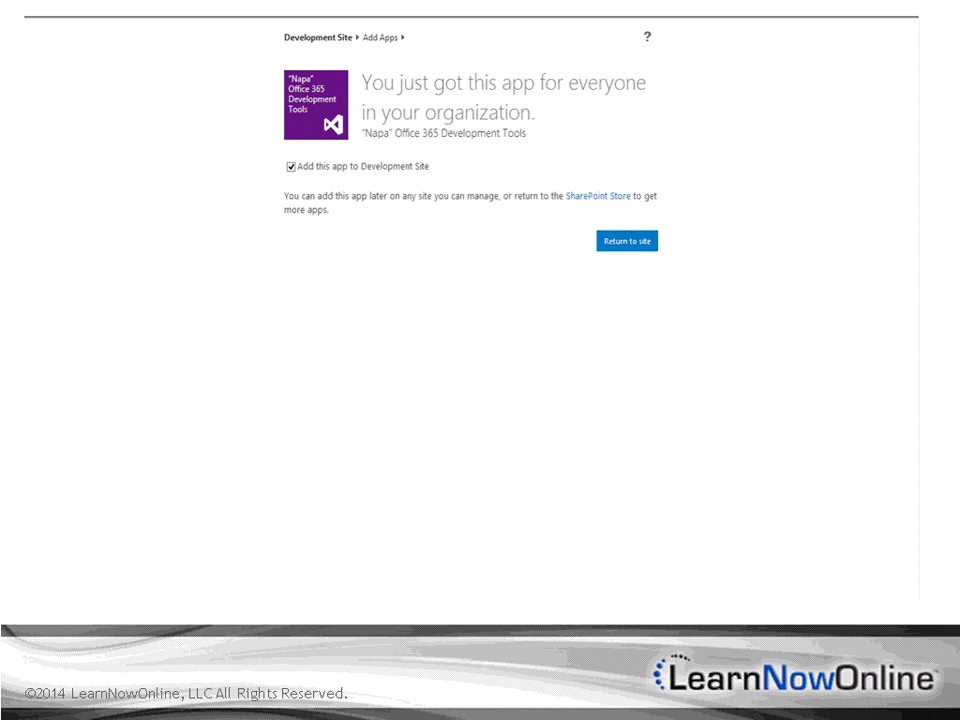 Development Site ▸ Add Apps ▸ ?
"Napa"
Office 365
Development
Tools
You just got this app for everyone
in your organization.
"Napa" Office 365 Development Tools
Add this app to Development Site
You can add this app later on any site you can manage, or return to the SharePoint Store to get
more apps.
Return to site
©2014 LearnNowOnline, LLC All Rights Reserved.
LearnNowOnline